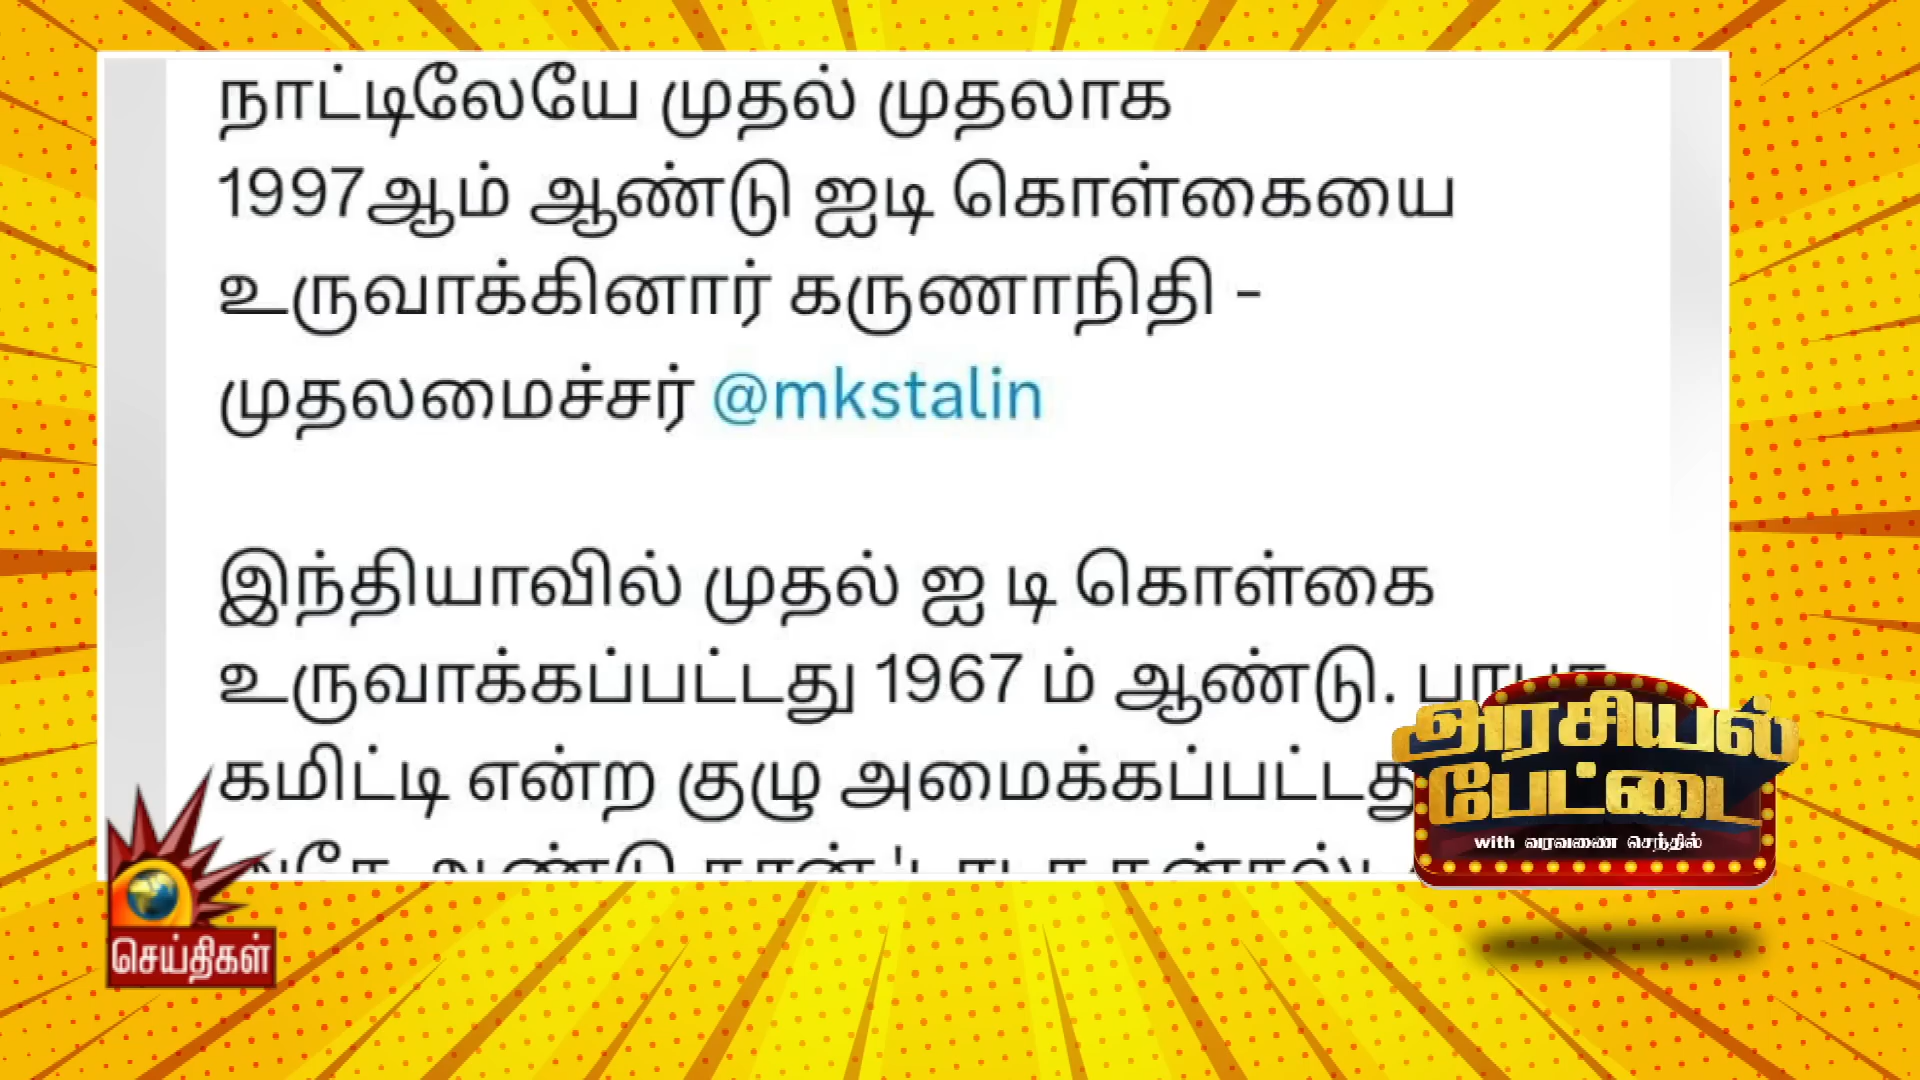 நாட்டிலேயே முதல் முதலாக
1997ஆம் ஆண்டு ஐடி கொள்கையை
உருவாக்கினார் கருணாநிதி -
முதலமைச்சர் @mkstalin
இந்தியாவில் முதல் ஐ டி கொள்கை
உருவாக்கப்பட்டது 1967 ம் ஆண்டு.
கமிட்டி என்ற குழு அமைக்கப்பட்டது
அரசியல்
பேட்டை
with வரவணை செந்தில்
செய்திகள்